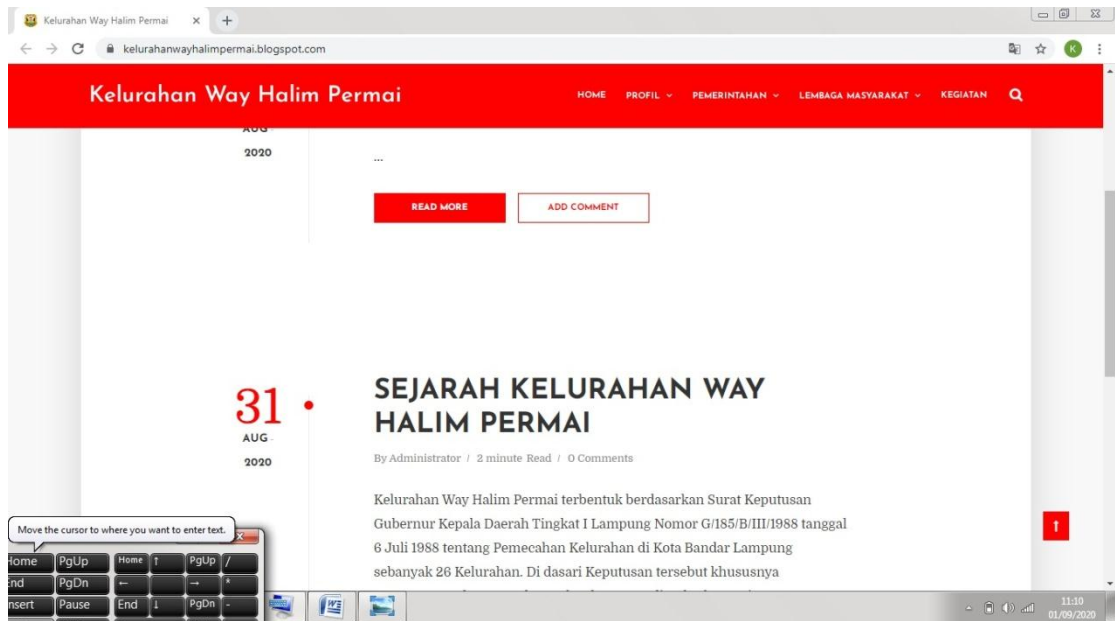 Kelurahan Way Halim Permai
kelurahanwayhalimpermai.blogspot.com
K
Kelurahan Way Halim Permai
HOME PROFIL PEMERINTAHAN LEMBAGA MASYARAKAT KEGIATAN
AUG
2020
...
READ MORE ADD COMMENT
31
AUG
2020
SEJARAH KELURAHAN WAY
HALIM PERMAI
By Administrator / 2 minute Read / 0 Comments
Kelurahan Way Halim Permai terbentuk berdasarkan Surat Keputusan
Gubernur Kepala Daerah Tingkat I Lampung Nomor G/185/B/III/1988 tanggal
6 Juli 1988 tentang Pemecahan Kelurahan di Kota Bandar Lampung
sebanyak 26 Kelurahan. Di dasari Keputusan tersebut khususnya
Move the cursor to where you want to enter text.
Home PgUp Home ↑ PgUp /
End PgDn ← → *
Insert Pause End ↓ PgDn -
11:10
01/09/2020